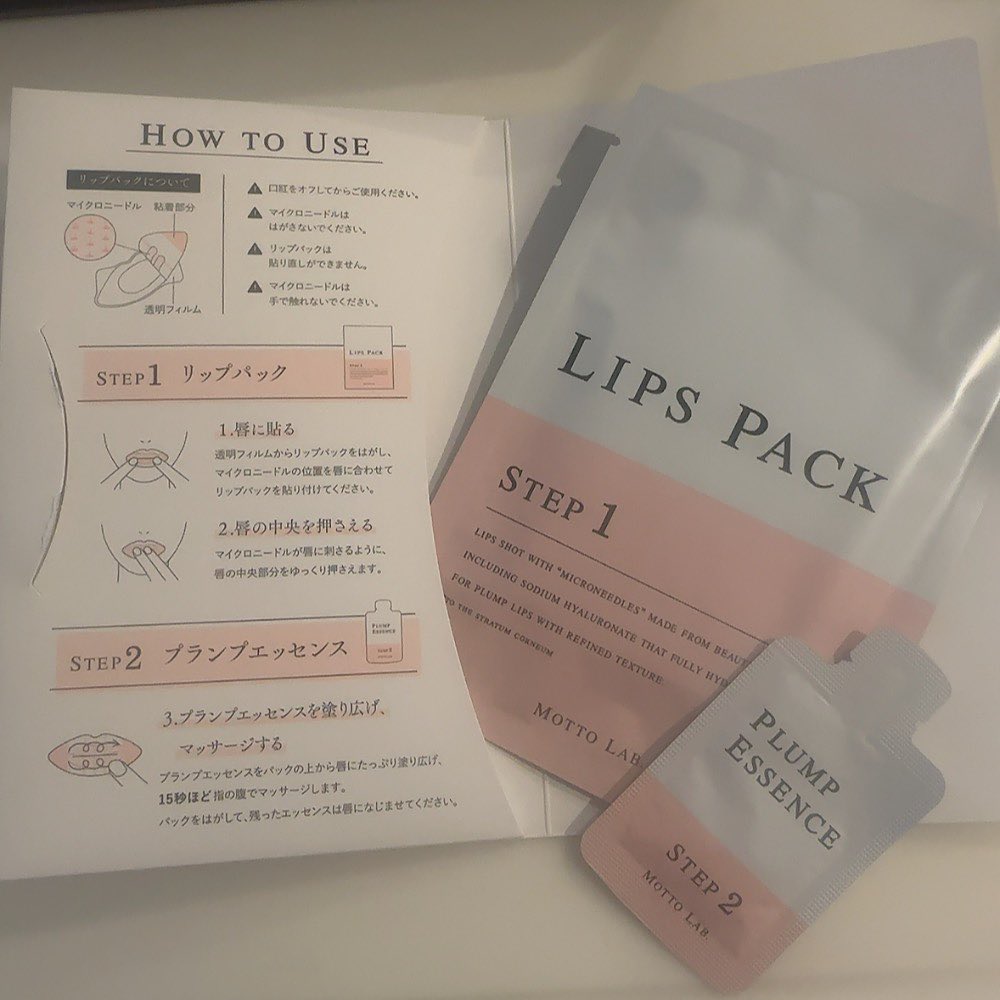 HOW TO USE
リップパックについて
マイクロニードル 粘着部分
透明フィルム
口紅をオフしてからご使用ください。
マイクロニードルは
はがさないでください。
リップパックは
貼り直しができません。
マイクロニードルは
手で触れないでください。
STEP1 リップパック
LIPS PACK
1.唇に貼る
透明フィルムからリップパックをはがし、
マイクロニードルの位置を唇に合わせて
リップパックを貼り付けてください。
2.唇の中央を押さえる
マイクロニードルが唇に刺さるように、
唇の中央部分をゆっくり押さえます。
STEP2 プランプエッセンス
PLUMP
ESSENCE
3.プランプエッセンスを塗り広げ、
マッサージする
プランプエッセンスをパックの上から唇にたっぷり塗り広げ、
15秒ほど指の腹でマッサージします。
パックをはがして、残ったエッセンスは唇になじませてください。
LIPS PACK
STEP 1
LIPS SHOT WITH "MICRONEEDLES" MADE FROM BEAUT
INCLUDING SODIUM HYALURONATE THAT FULLY HYD
FOR PLUMP LIPS WITH REFINED TEXTURE
TO THE STRATUM CORNEUM
MOTTO LAB.
PLUMP
ESSENCE
STEP 2
MOTTO LAB.